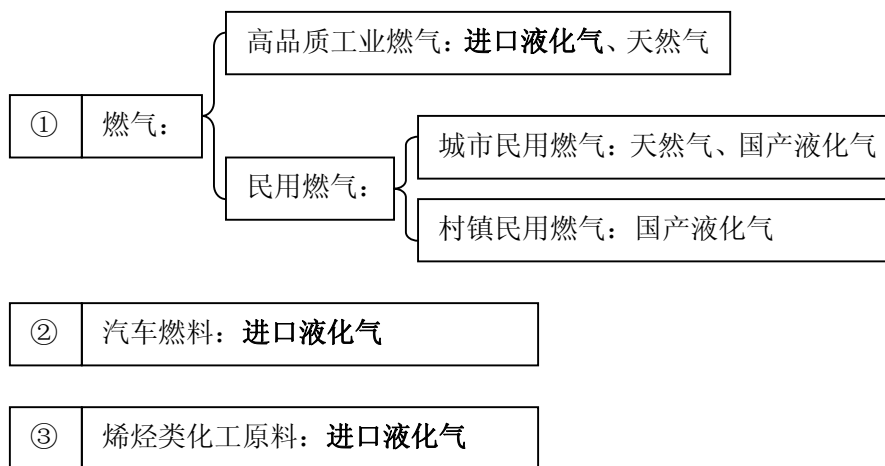 高品质工业燃气：进口液化气、天然气
① 燃气：
城市民用燃气：天然气、国产液化气
民用燃气：
村镇民用燃气：国产液化气
② 汽车燃料：进口液化气
③ 烯烃类化工原料：进口液化气